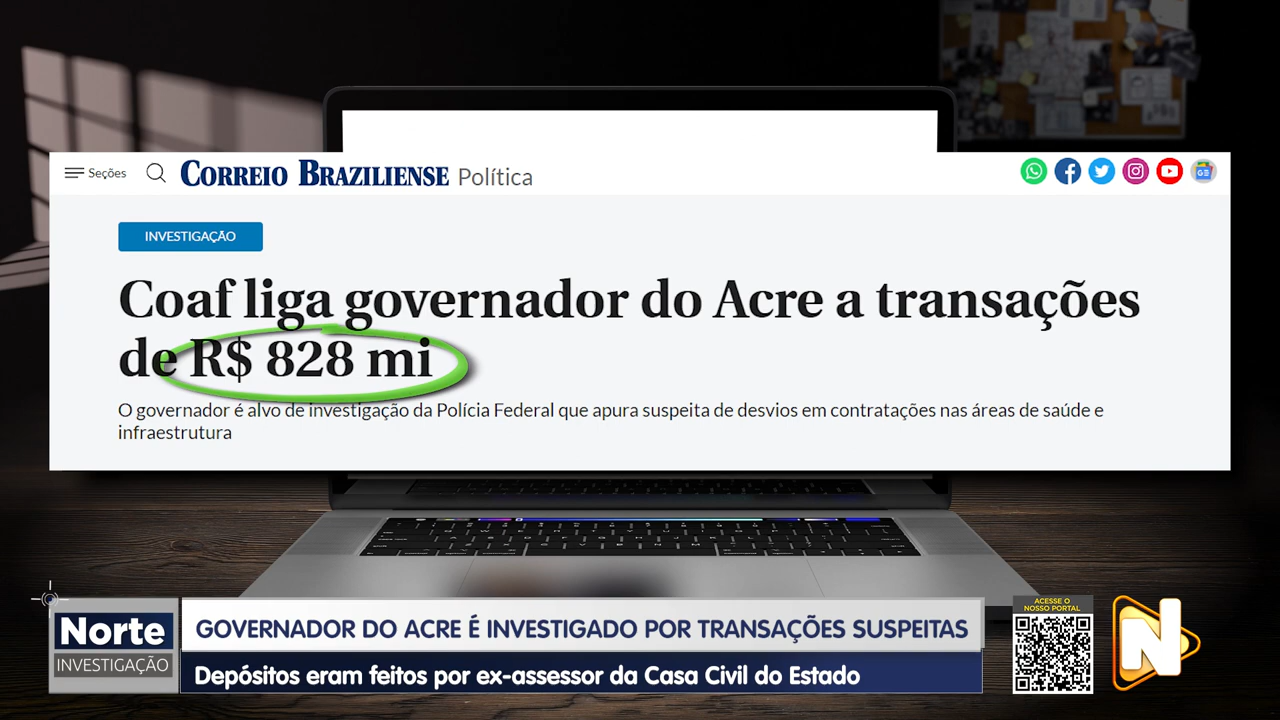 Seções
CORREIO BRAZILIENSE Política
INVESTIGAÇÃO
Coaf liga governador do Acre a transações
de R$ 828 mi
O governador é alvo de investigação da Polícia Federal que apura suspeita de desvios em contratações nas áreas de saúde e
infraestrutura
Norte
INVESTIGAÇÃO
GOVERNADOR DO ACRE É INVESTIGADO POR TRANSAÇÕES SUSPEITAS
Depósitos eram feitos por ex-assessor da Casa Civil do Estado
ACESSE O
NOSSO PORTAL
N